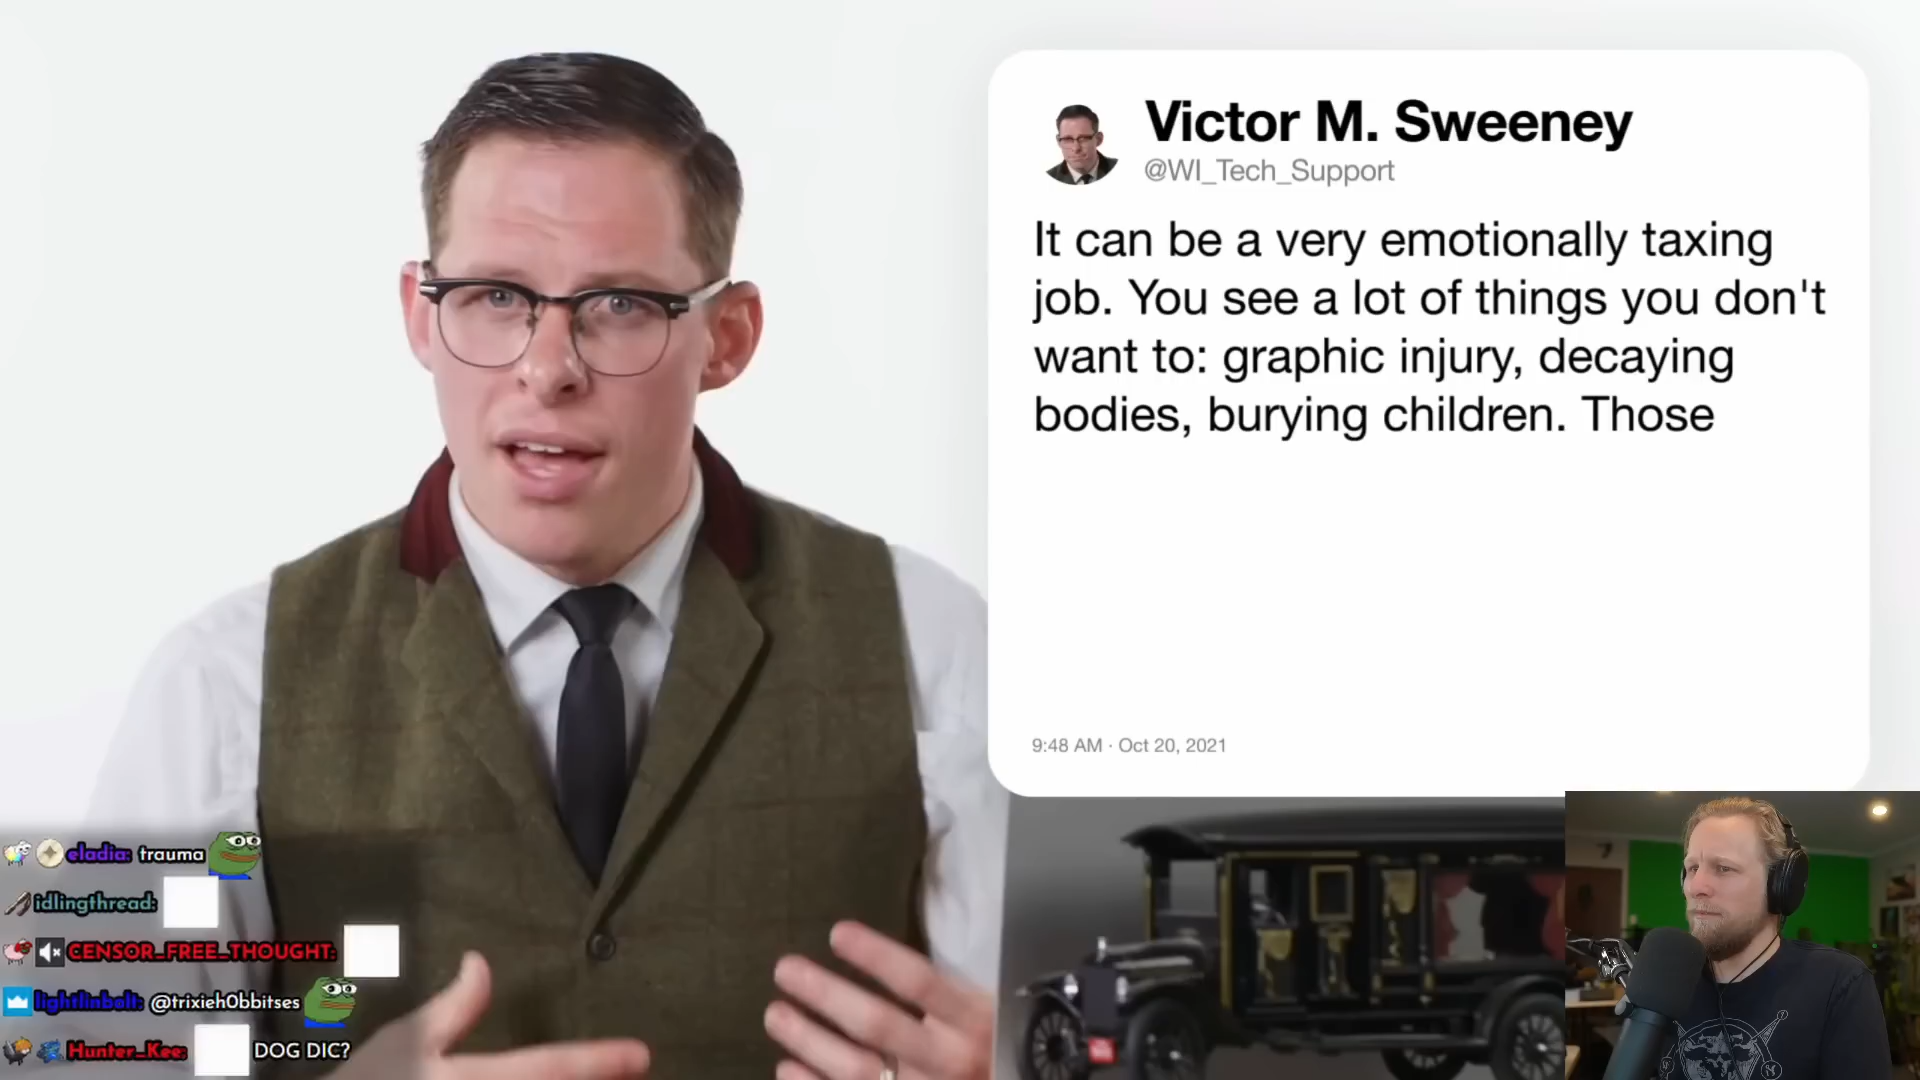 Victor M. Sweeney
@WI_Tech_Support
It can be a very emotionally taxing
job. You see a lot of things you don't
want to: graphic injury, decaying
bodies, burying children. Those
9:48 AM · Oct 20, 2021
eladia: trauma
idlingthread:
CENSOR_FREE_THOUGHT:
lightlinbolt: @trixieh0bbitses
Hunter_Kee: DOG DIC?